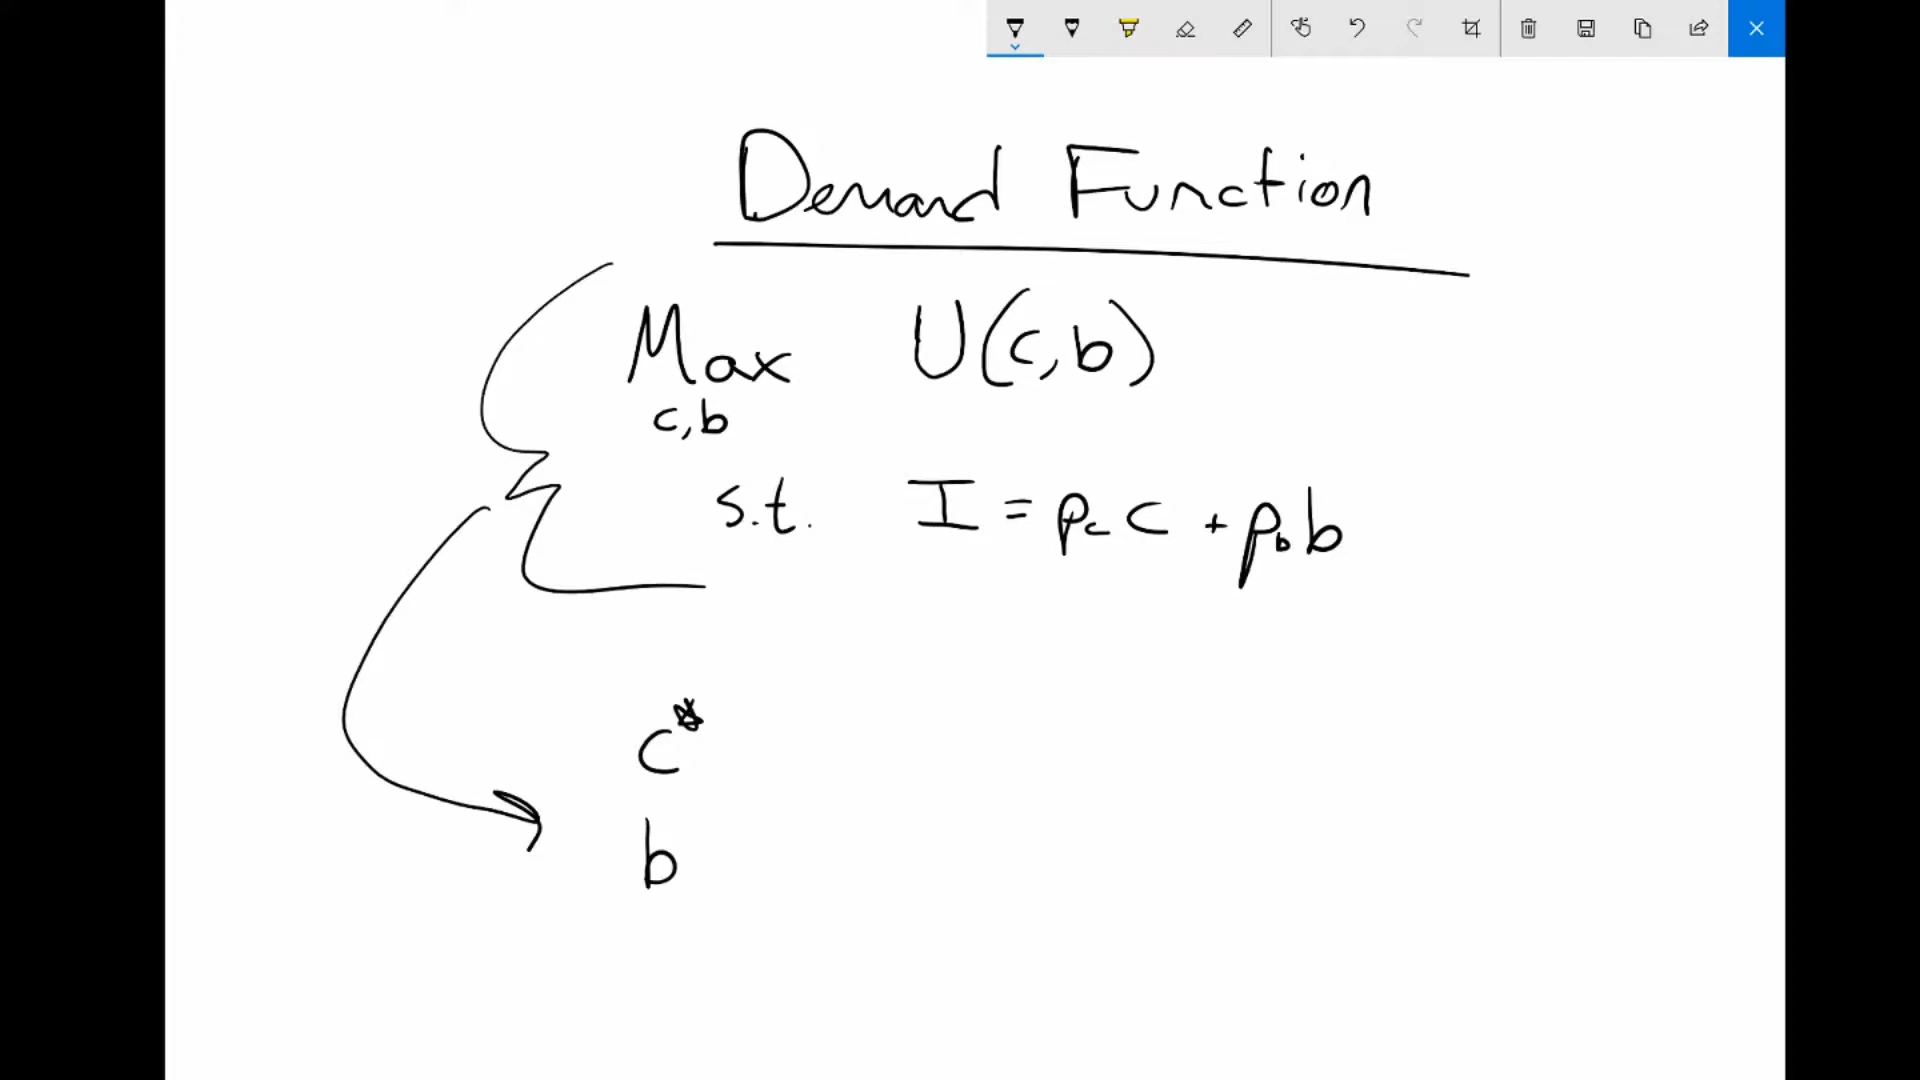 Demand Function
Max U(c,b)
c,b
s.t. I = p_c c + p_b b
c*
b